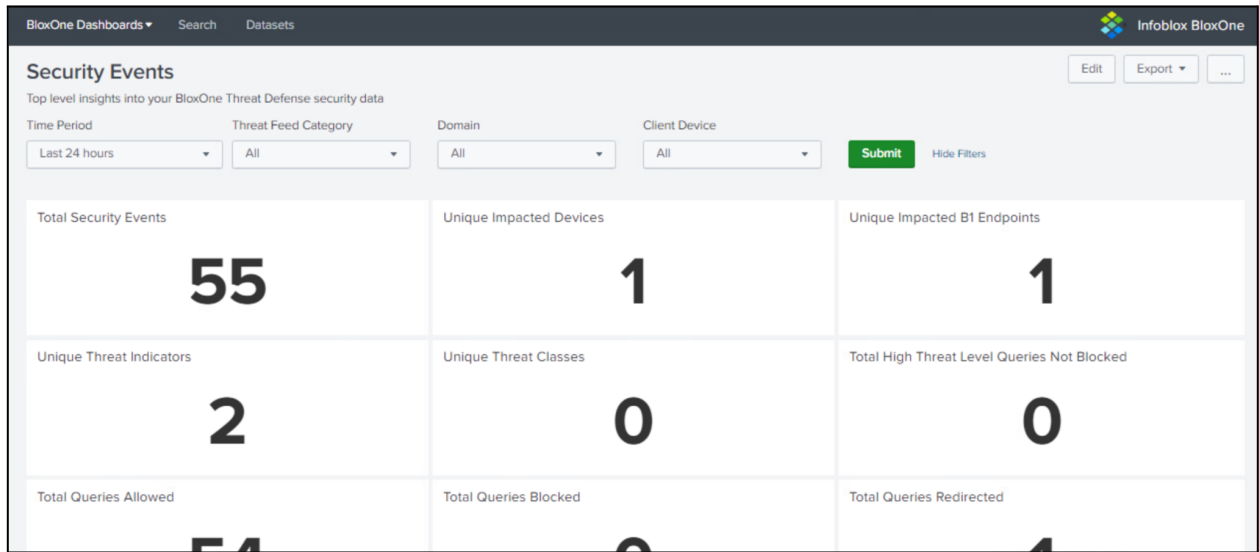 BloxOne Dashboards Search Datasets Infoblox BloxOne
Security Events Edit Export ...
Top level insights into your BloxOne Threat Defense security data
Time Period Threat Feed Category Domain Client Device
Last 24 hours All All All Submit Hide Filters
Total Security Events Unique Impacted Devices Unique Impacted B1 Endpoints
55 1 1
Unique Threat Indicators Unique Threat Classes Total High Threat Level Queries Not Blocked
2 0 0
Total Queries Allowed Total Queries Blocked Total Queries Redirected
54 0 1